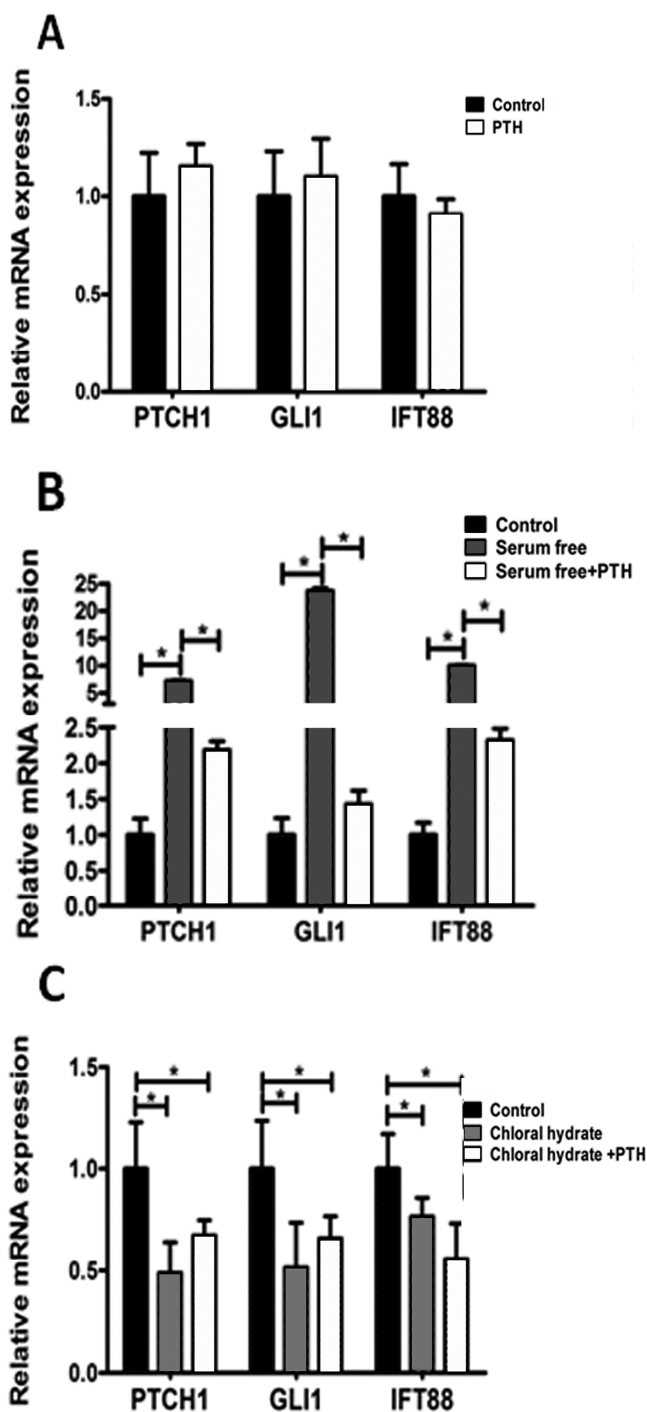 A
Relative mRNA expression
1.5
1.0
0.5
0.0
Control
PTH
PTCH1 GLI1 IFT88
B
Relative mRNA expression
Control
Serum free
Serum free+PTH
* * * * * *
25
20
15
10
5
2.5
2.0
1.5
1.0
0.5
0.0
PTCH1 GLI1 IFT88
C
Relative mRNA expression
1.5
1.0
0.5
0.0
* * * * * *
Control
Chloral hydrate
Chloral hydrate +PTH
PTCH1 GLI1 IFT88